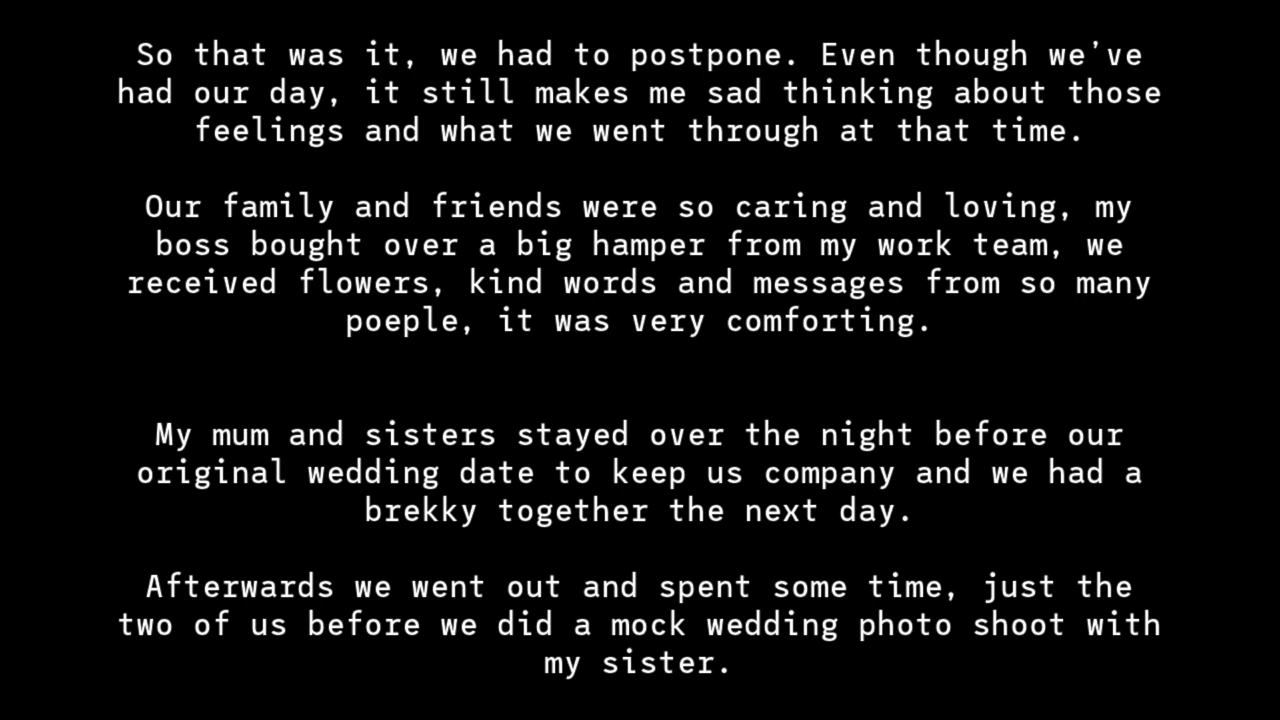 So that was it, we had to postpone. Even though we've
had our day, it still makes me sad thinking about those
feelings and what we went through at that time.
Our family and friends were so caring and loving, my
boss bought over a big hamper from my work team, we
received flowers, kind words and messages from so many
poeple, it was very comforting.
My mum and sisters stayed over the night before our
original wedding date to keep us company and we had a
brekky together the next day.
Afterwards we went out and spent some time, just the
two of us before we did a mock wedding photo shoot with
my sister.